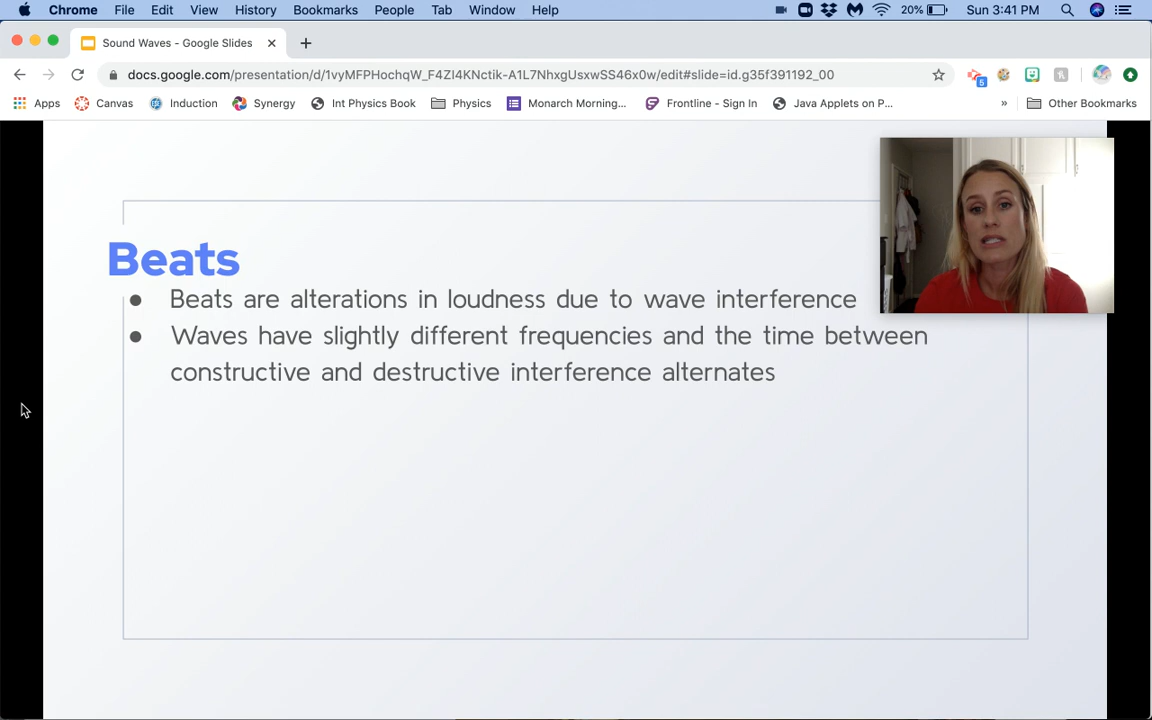 Chrome File Edit View History Bookmarks People Tab Window Help 20% Sun 3:41 PM
Sound Waves - Google Slides
docs.google.com/presentation/d/1vyMFPHochqW_F4ZI4KNctik-A1L7NhxgUsxwSS46x0w/edit#slide=id.g35f391192_00 5
Apps Canvas Induction Synergy Int Physics Book Physics Monarch Morning... Frontline - Sign In Java Applets on P... » Other Bookmarks
Beats
● Beats are alterations in loudness due to wave interference
● Waves have slightly different frequencies and the time between
constructive and destructive interference alternates